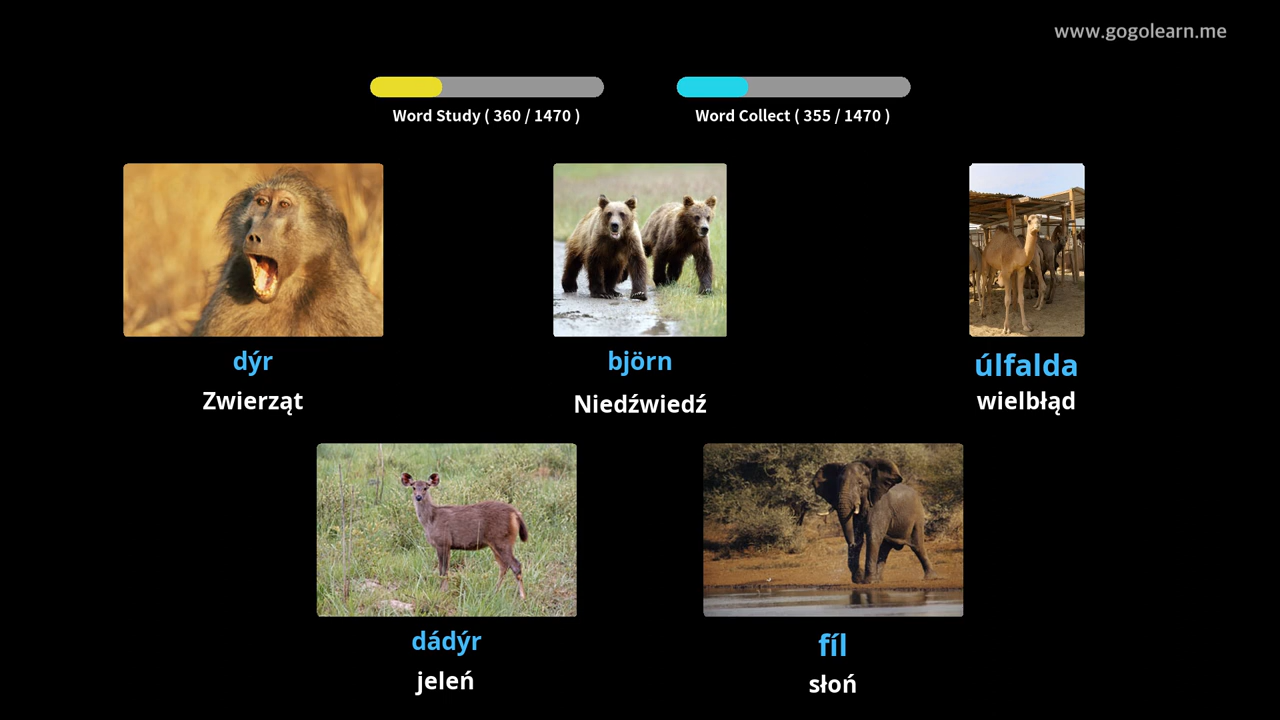 www.gogolearn.me
Word Study ( 360 / 1470 )
Word Collect ( 355 / 1470 )
dýr
Zwierząt
björn
Niedźwiedź
úlfalda
wielbłąd
dádýr
jeleń
fíl
słoń